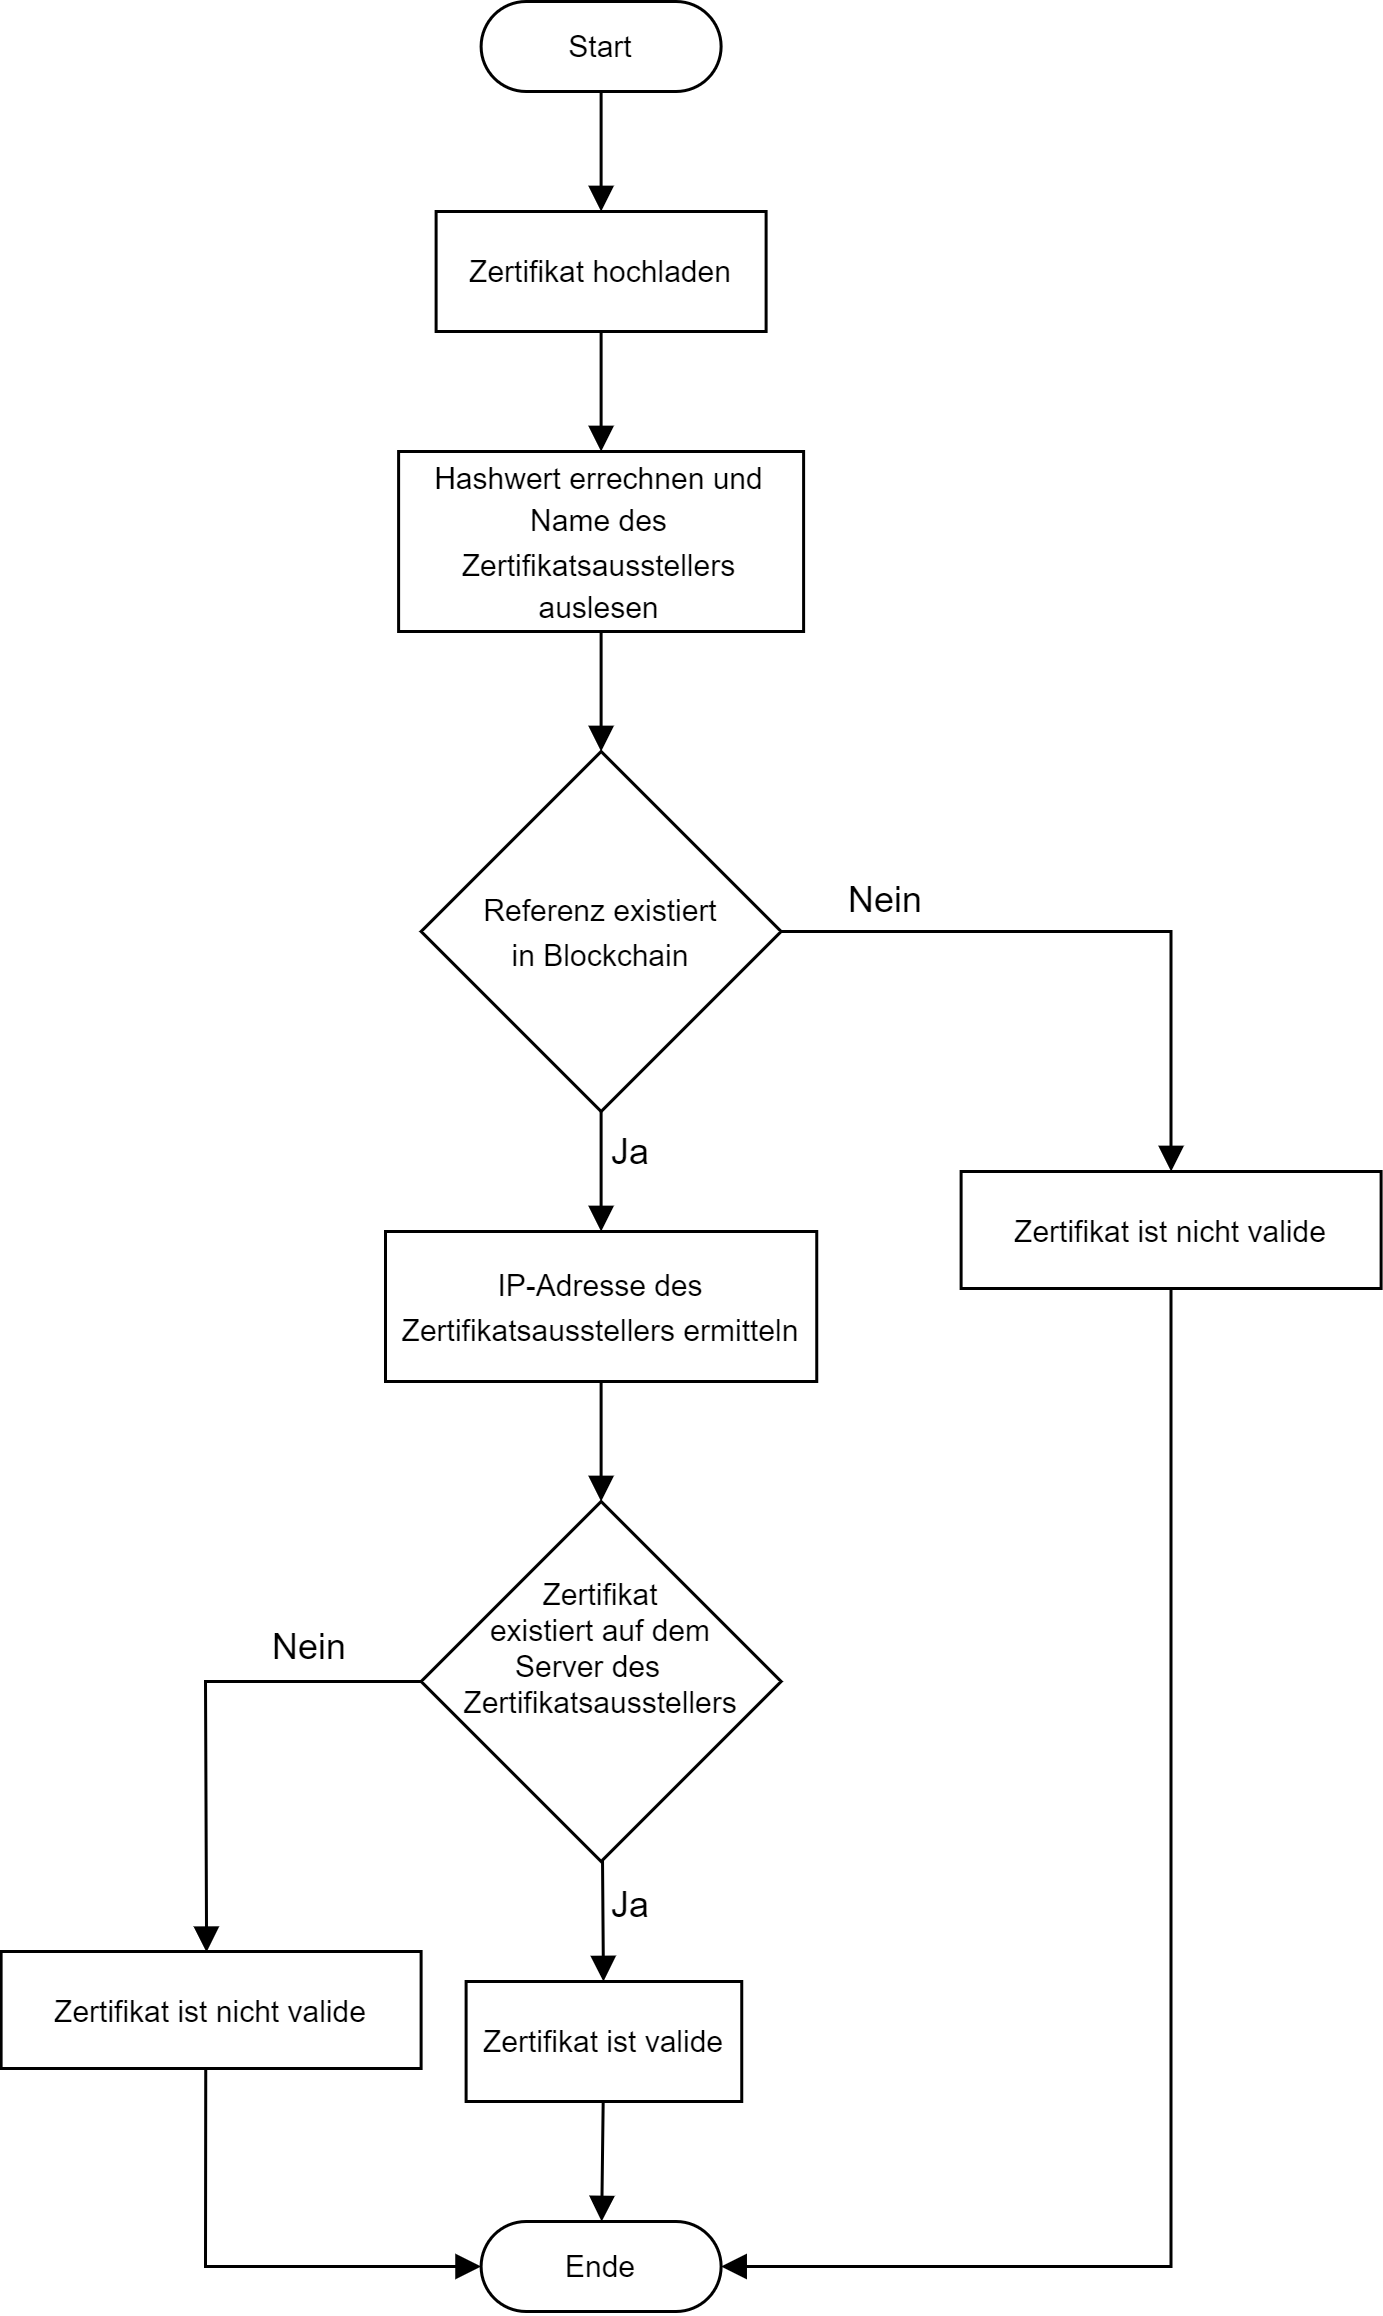 Start
Zertifikat hochladen
Hashwert errechnen und
Name des
Zertifikatsausstellers
auslesen
Referenz existiert
in Blockchain
Nein
Ja
Zertifikat ist nicht valide
IP-Adresse des
Zertifikatsausstellers ermitteln
Zertifikat
existiert auf dem
Server des
Zertifikatsausstellers
Nein
Ja
Zertifikat ist nicht valide
Zertifikat ist valide
Ende